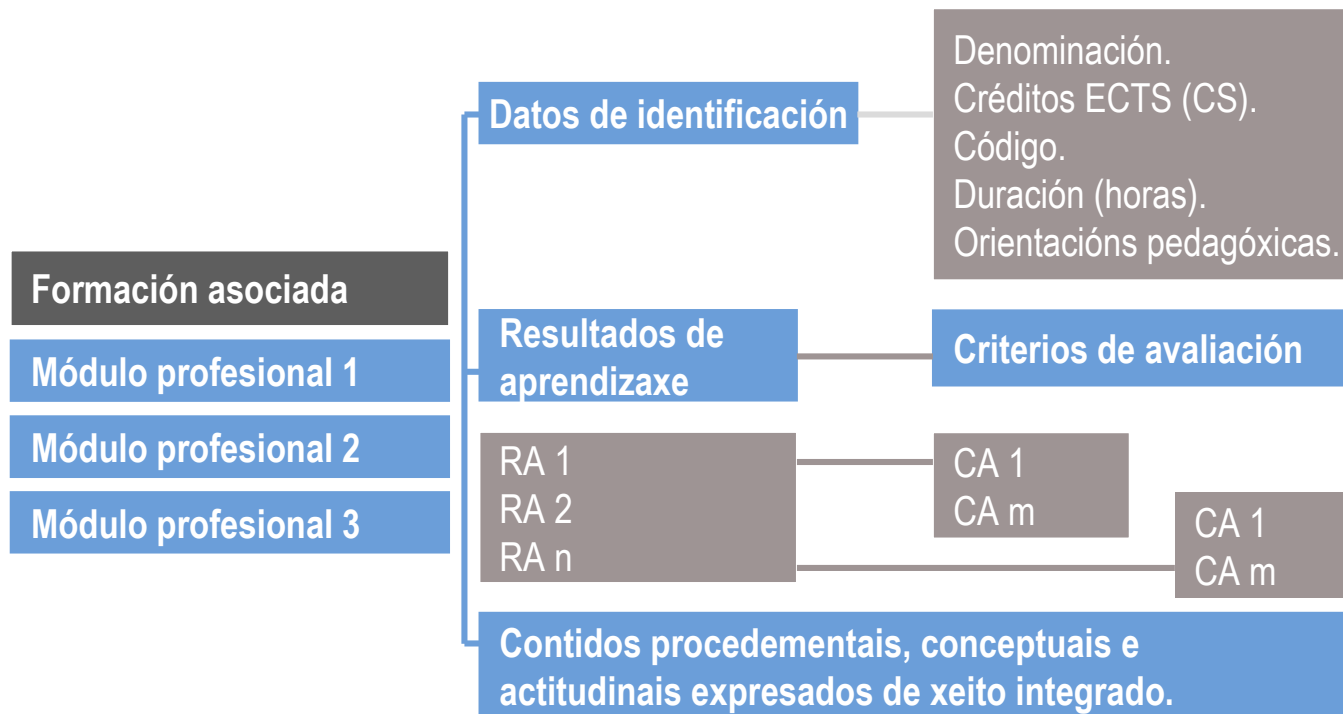 Formación asociada
Módulo profesional 1
Módulo profesional 2
Módulo profesional 3
Datos de identificación
Denominación.
Créditos ECTS (CS).
Código.
Duración (horas).
Orientacións pedagóxicas.
Resultados de
aprendizaxe
Criterios de avaliación
RA 1
RA 2
RA n
CA 1
CA m
CA 1
CA m
Contidos procedementais, conceptuais e
actitudinais expresados de xeito integrado.